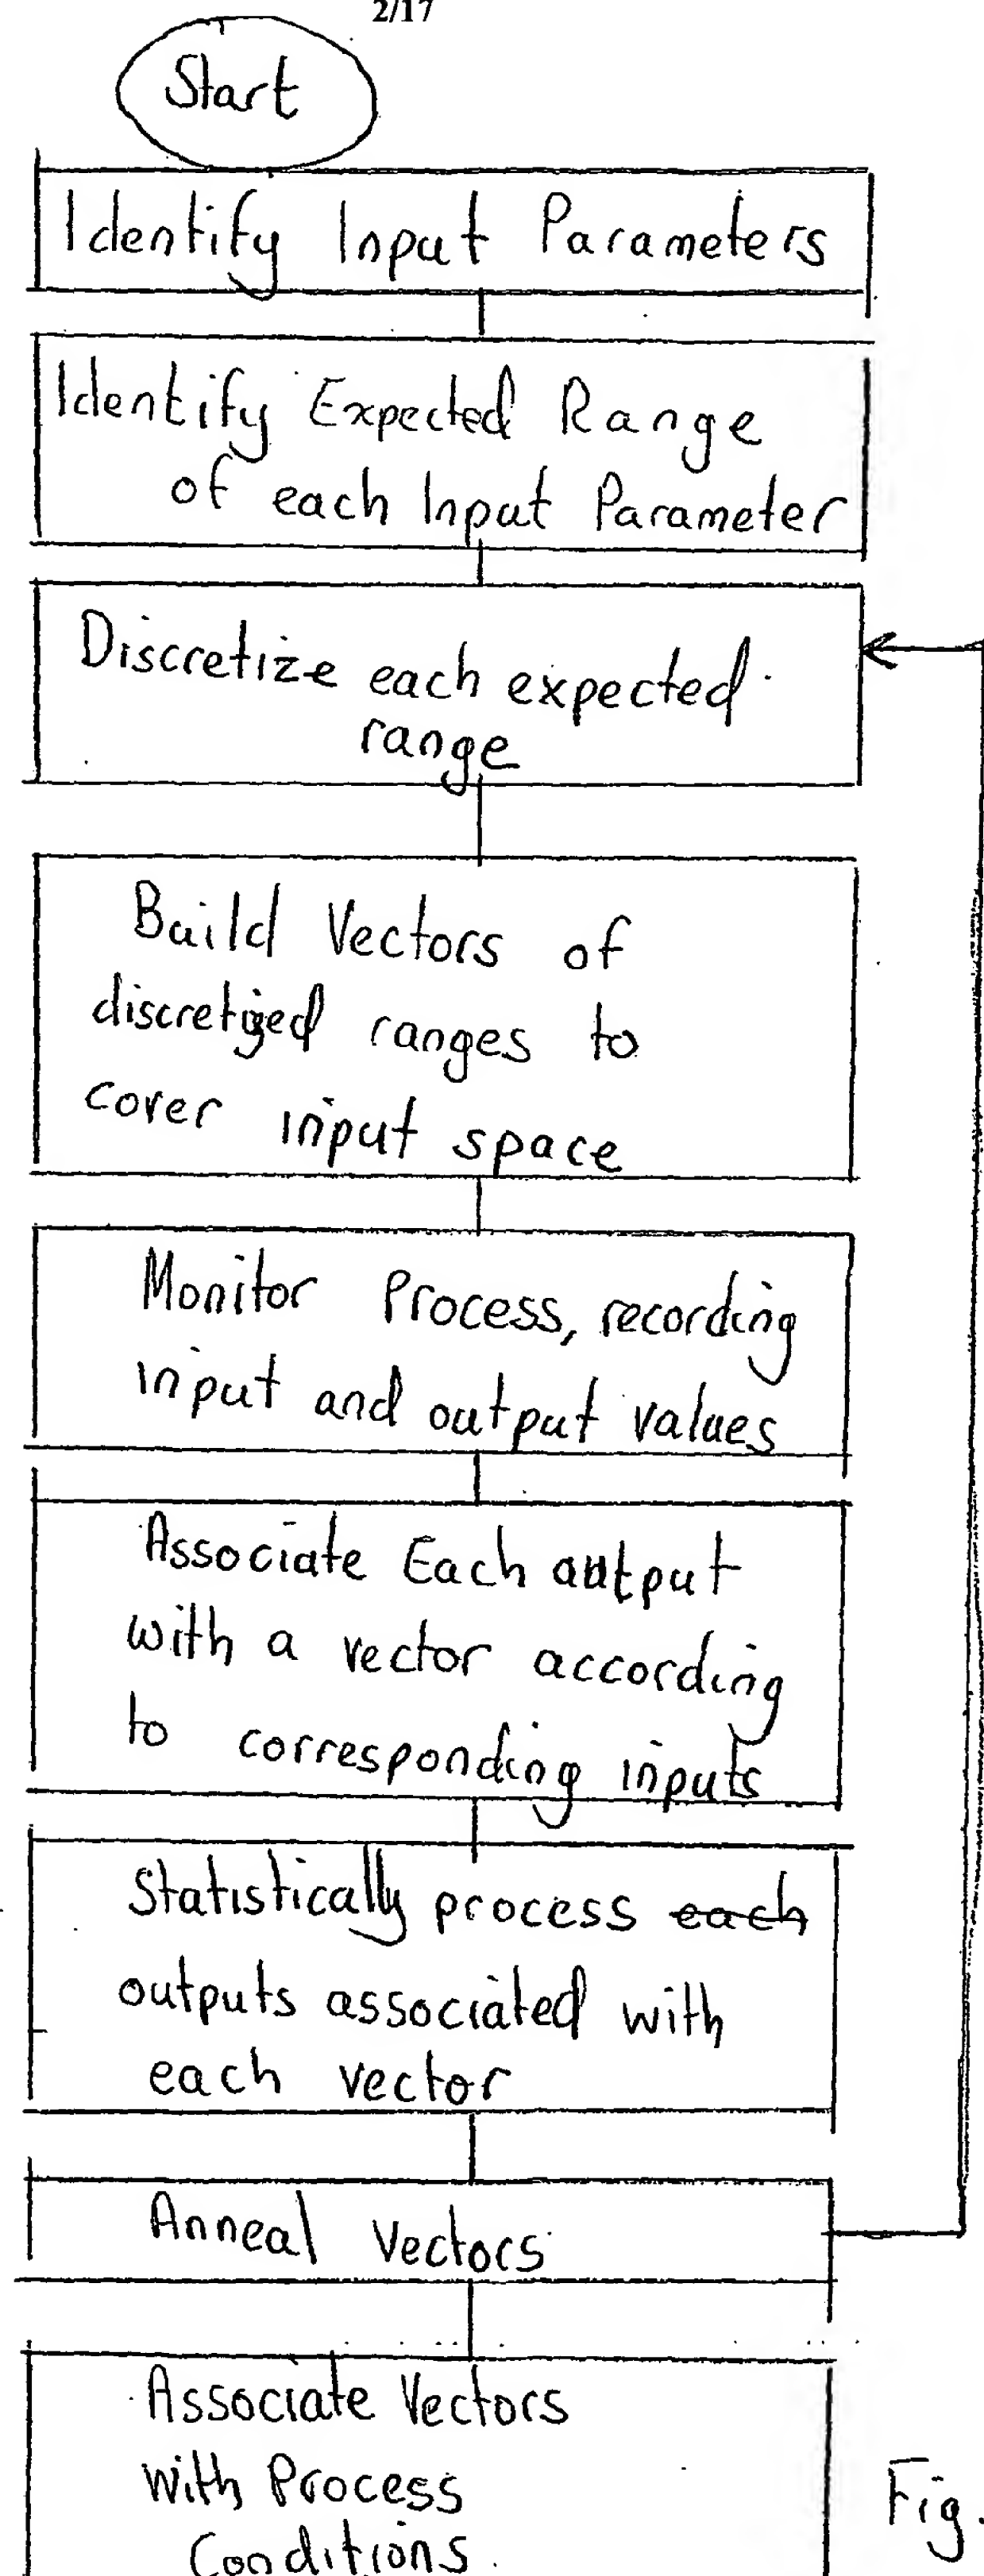 2/17
Start
Identify Input Parameters
Identify Expected Range
of each Input Parameter
Discretize each expected
range
Build Vectors of
discretized ranges to
cover input space
Monitor Process, recording
input and output values
Associate Each output
with a vector according
to corresponding inputs
Statistically process each
outputs associated with
each vector
Anneal Vectors
Associate Vectors
with Process
Conditions.
Fig.